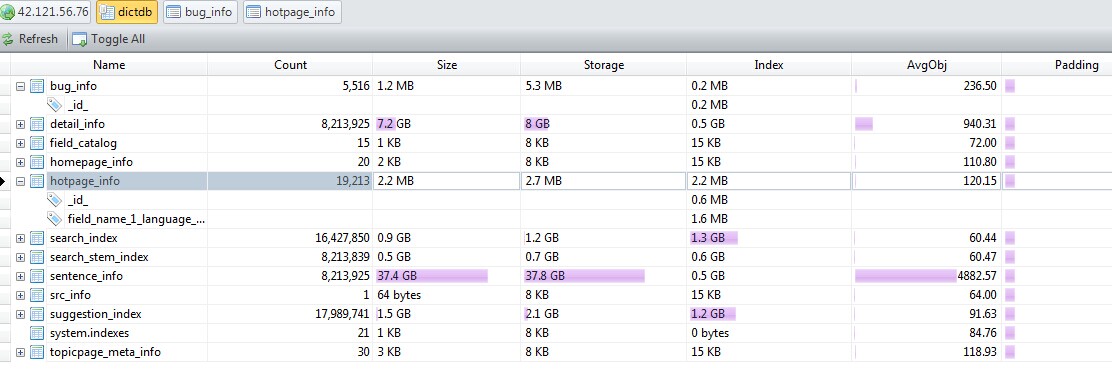 42.121.56.76 dictdb bug_info hotpage_info
Refresh Toggle All
Name Count Size Storage Index AvgObj Padding
bug_info 5,516 1.2 MB 5.3 MB 0.2 MB 236.50
_id_ 0.2 MB
detail_info 8,213,925 7.2 GB 8 GB 0.5 GB 940.31
field_catalog 15 1 KB 8 KB 15 KB 72.00
homepage_info 20 2 KB 8 KB 15 KB 110.80
hotpage_info 19,213 2.2 MB 2.7 MB 2.2 MB 120.15
_id_ 0.6 MB
field_name_1_language_... 1.6 MB
search_index 16,427,850 0.9 GB 1.2 GB 1.3 GB 60.44
search_stem_index 8,213,839 0.5 GB 0.7 GB 0.6 GB 60.47
sentence_info 8,213,925 37.4 GB 37.8 GB 0.5 GB 4882.57
src_info 1 64 bytes 8 KB 15 KB 64.00
suggestion_index 17,989,741 1.5 GB 2.1 GB 1.2 GB 91.63
system.indexes 21 1 KB 8 KB 0 bytes 84.76
topicpage_meta_info 30 3 KB 8 KB 15 KB 118.93